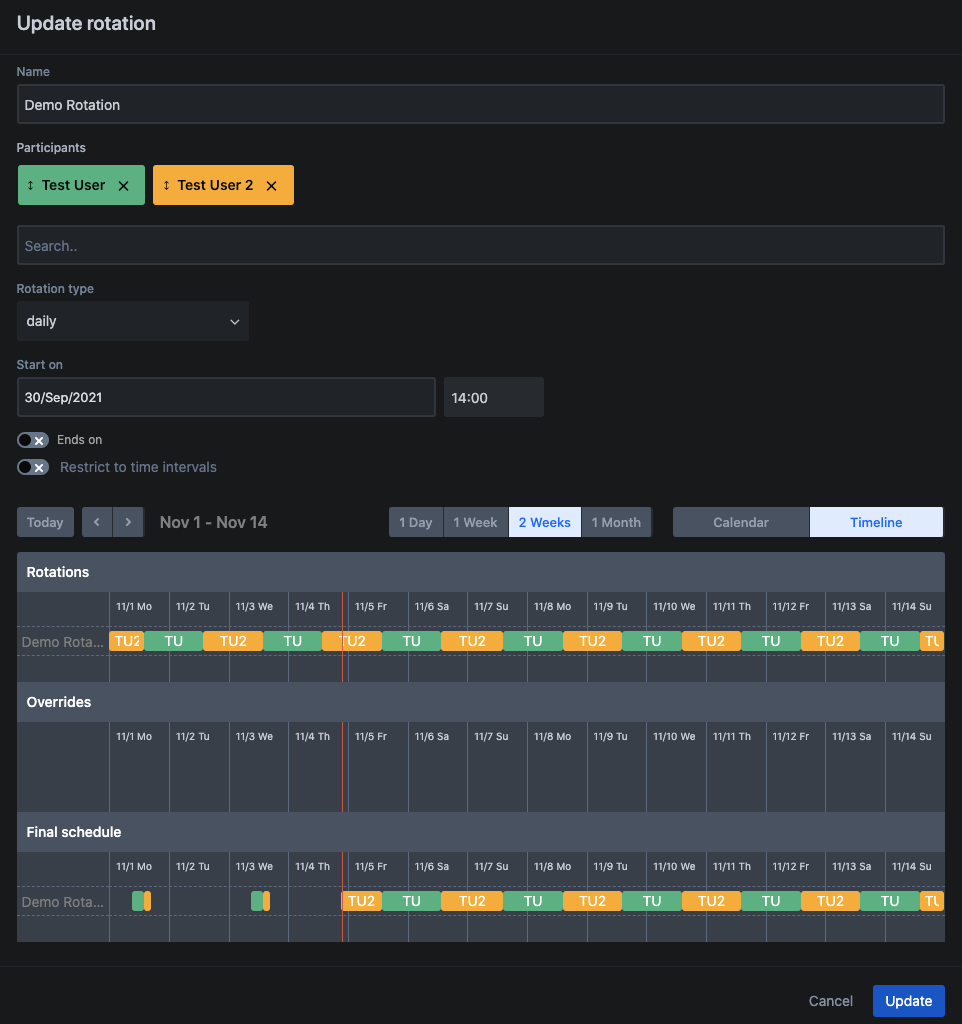 Update rotation
Name
Demo Rotation
Participants
Test User Test User 2
Search..
Rotation type
daily
Start on
30/Sep/2021 14:00
Ends on
Restrict to time intervals
Today Nov 1 - Nov 14 1 Day 1 Week 2 Weeks 1 Month Calendar Timeline
Rotations
11/1 Mo 11/2 Tu 11/3 We 11/4 Th 11/5 Fr 11/6 Sa 11/7 Su 11/8 Mo 11/9 Tu 11/10 We 11/11 Th 11/12 Fr 11/13 Sa 11/14 Su
Demo Rota... TU2 TU TU2 TU TU2 TU TU2 TU TU2 TU TU2 TU TU2 TU TU
Overrides
11/1 Mo 11/2 Tu 11/3 We 11/4 Th 11/5 Fr 11/6 Sa 11/7 Su 11/8 Mo 11/9 Tu 11/10 We 11/11 Th 11/12 Fr 11/13 Sa 11/14 Su
Final schedule
11/1 Mo 11/2 Tu 11/3 We 11/4 Th 11/5 Fr 11/6 Sa 11/7 Su 11/8 Mo 11/9 Tu 11/10 We 11/11 Th 11/12 Fr 11/13 Sa 11/14 Su
Demo Rota... TU2 TU TU2 TU TU2 TU TU2 TU TU2 TU TU
Cancel Update